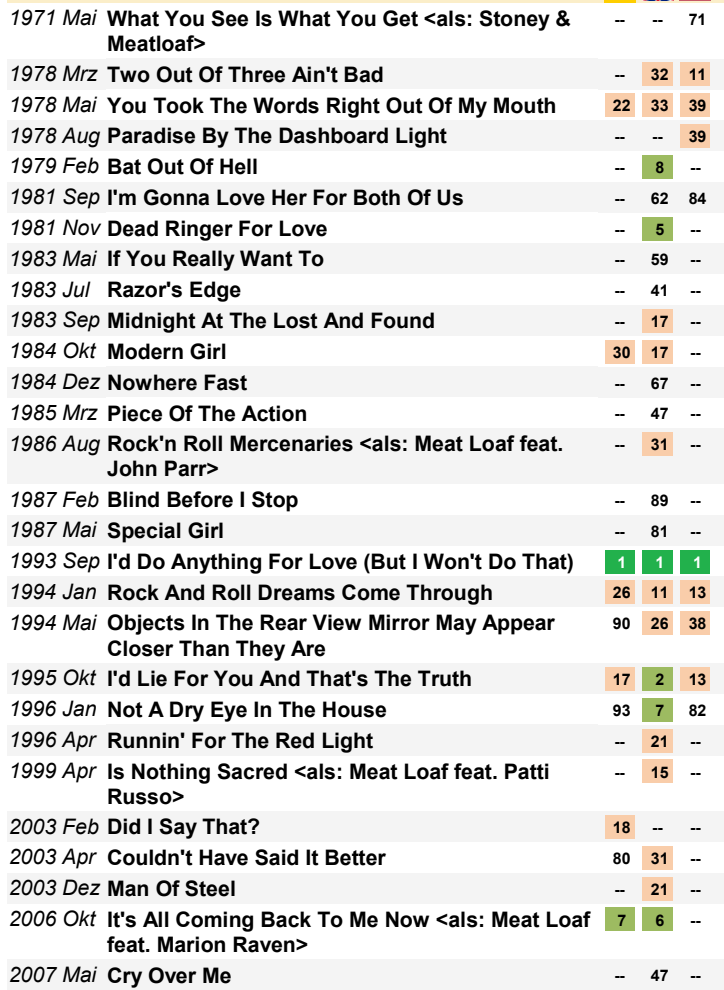 1971 Mai What You See Is What You Get <als: Stoney & -- -- 71
Meatloaf>
1978 Mrz Two Out Of Three Ain't Bad -- 32 11
1978 Mai You Took The Words Right Out Of My Mouth 22 33 39
1978 Aug Paradise By The Dashboard Light -- -- 39
1979 Feb Bat Out Of Hell -- 8 --
1981 Sep I'm Gonna Love Her For Both Of Us -- 62 84
1981 Nov Dead Ringer For Love -- 5 --
1983 Mai If You Really Want To -- 59 --
1983 Jul Razor's Edge -- 41 --
1983 Sep Midnight At The Lost And Found -- 17 --
1984 Okt Modern Girl 30 17 --
1984 Dez Nowhere Fast -- 67 --
1985 Mrz Piece Of The Action -- 47 --
1986 Aug Rock'n Roll Mercenaries <als: Meat Loaf feat. -- 31 --
John Parr>
1987 Feb Blind Before I Stop -- 89 --
1987 Mai Special Girl -- 81 --
1993 Sep I'd Do Anything For Love (But I Won't Do That) 1 1 1
1994 Jan Rock And Roll Dreams Come Through 26 11 13
1994 Mai Objects In The Rear View Mirror May Appear 90 26 38
Closer Than They Are
1995 Okt I'd Lie For You And That's The Truth 17 2 13
1996 Jan Not A Dry Eye In The House 93 7 82
1996 Apr Runnin' For The Red Light -- 21 --
1999 Apr Is Nothing Sacred <als: Meat Loaf feat. Patti -- 15 --
Russo>
2003 Feb Did I Say That? 18 -- --
2003 Apr Couldn't Have Said It Better 80 31 --
2003 Dez Man Of Steel -- 21 --
2006 Okt It's All Coming Back To Me Now <als: Meat Loaf 7 6 --
feat. Marion Raven>
2007 Mai Cry Over Me -- 47 --